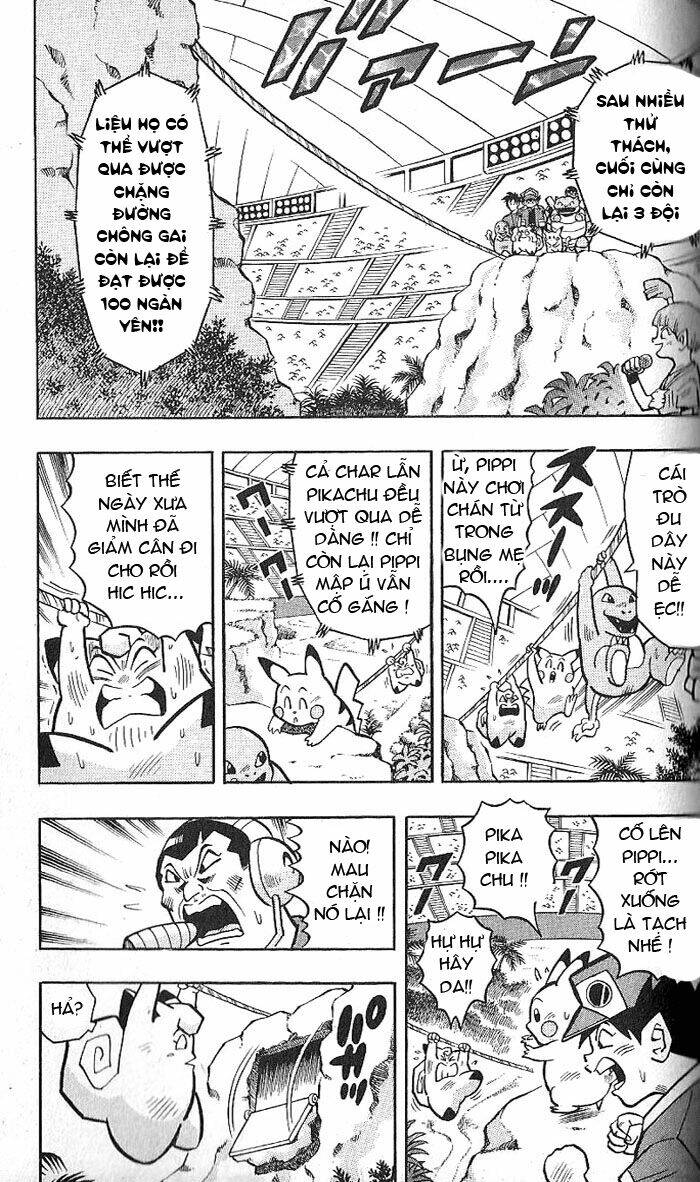 SAU NHIỀU
THỬ
THÁCH,
CUỐI CÙNG
CHỈ CÒN
LẠI 3 ĐỘI
LIỆU HỌ CÓ
THỂ VƯỢT
QUA ĐƯỢC
CHẶNG
ĐƯỜNG
CHÔNG GAI
CÒN LẠI ĐỂ
ĐẠT ĐƯỢC
100 NGÀN
YÊN!!
CÁI
TRÒ
ĐU
DÂY
NÀY
DỄ
ẸC!!
Ừ, PIPPI
NÀY CHƠI
CHÁN TỪ
TRONG
BỤNG MẸ
RỒI....
CẢ CHAR LẪN
PIKACHU ĐỀU
VƯỢT QUA DỄ
DÀNG !! CHỈ
CÒN LẠI PIPPI
MẬP Ú VẪN
CỐ GẮNG !
BIẾT THẾ
NGÀY XƯA
MÌNH ĐÃ
GIẢM CÂN ĐI
CHO RỒI
HIC HIC...
CỐ LÊN
PIPPI...
RỚT
XUỐNG
LÀ TẠCH
NHÉ !
PIKA
PIKA
CHU !!
HỰ HỰ
HÂY
DA!!
NÀO!
MAU
CHĂN
NÓ LẠI !!
HẢ?